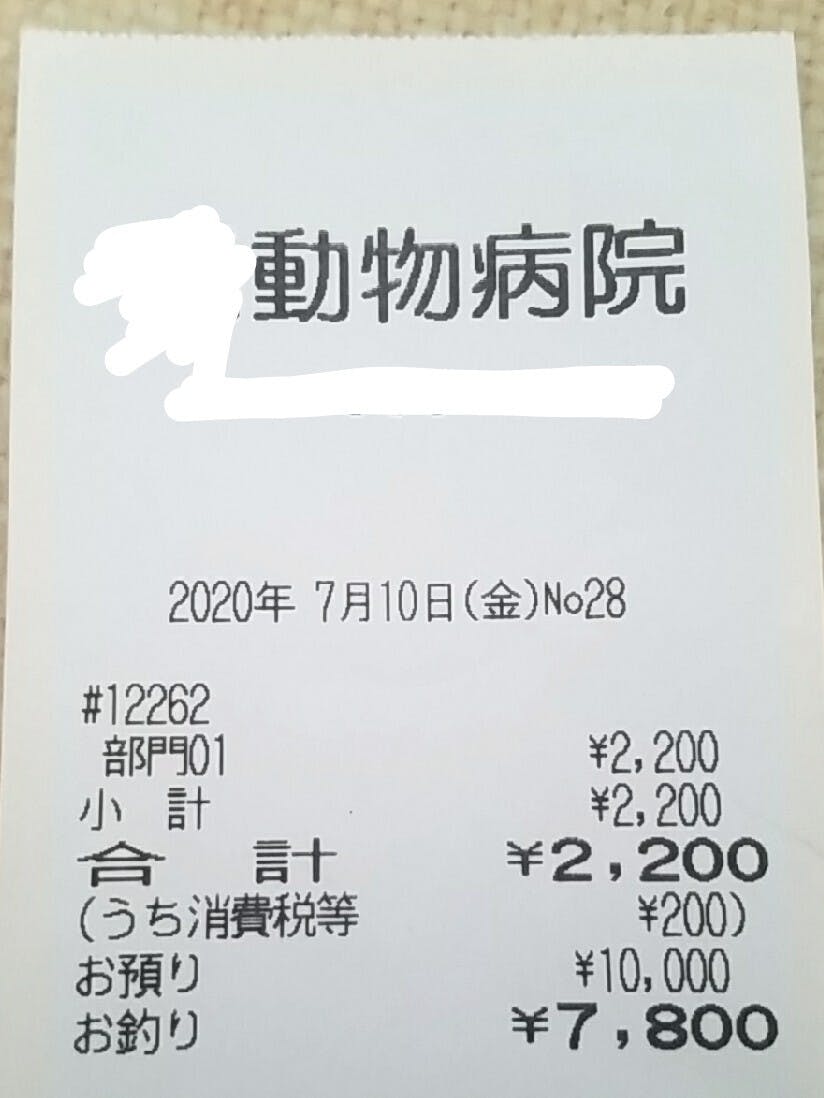 動物病院
2020年 7月10日(金)No28
#12262
部門01 ¥2,200
小 計 ¥2,200
合 計 ¥2,200
(うち消費税等 ¥200)
お預り ¥10,000
お釣り ¥7,800